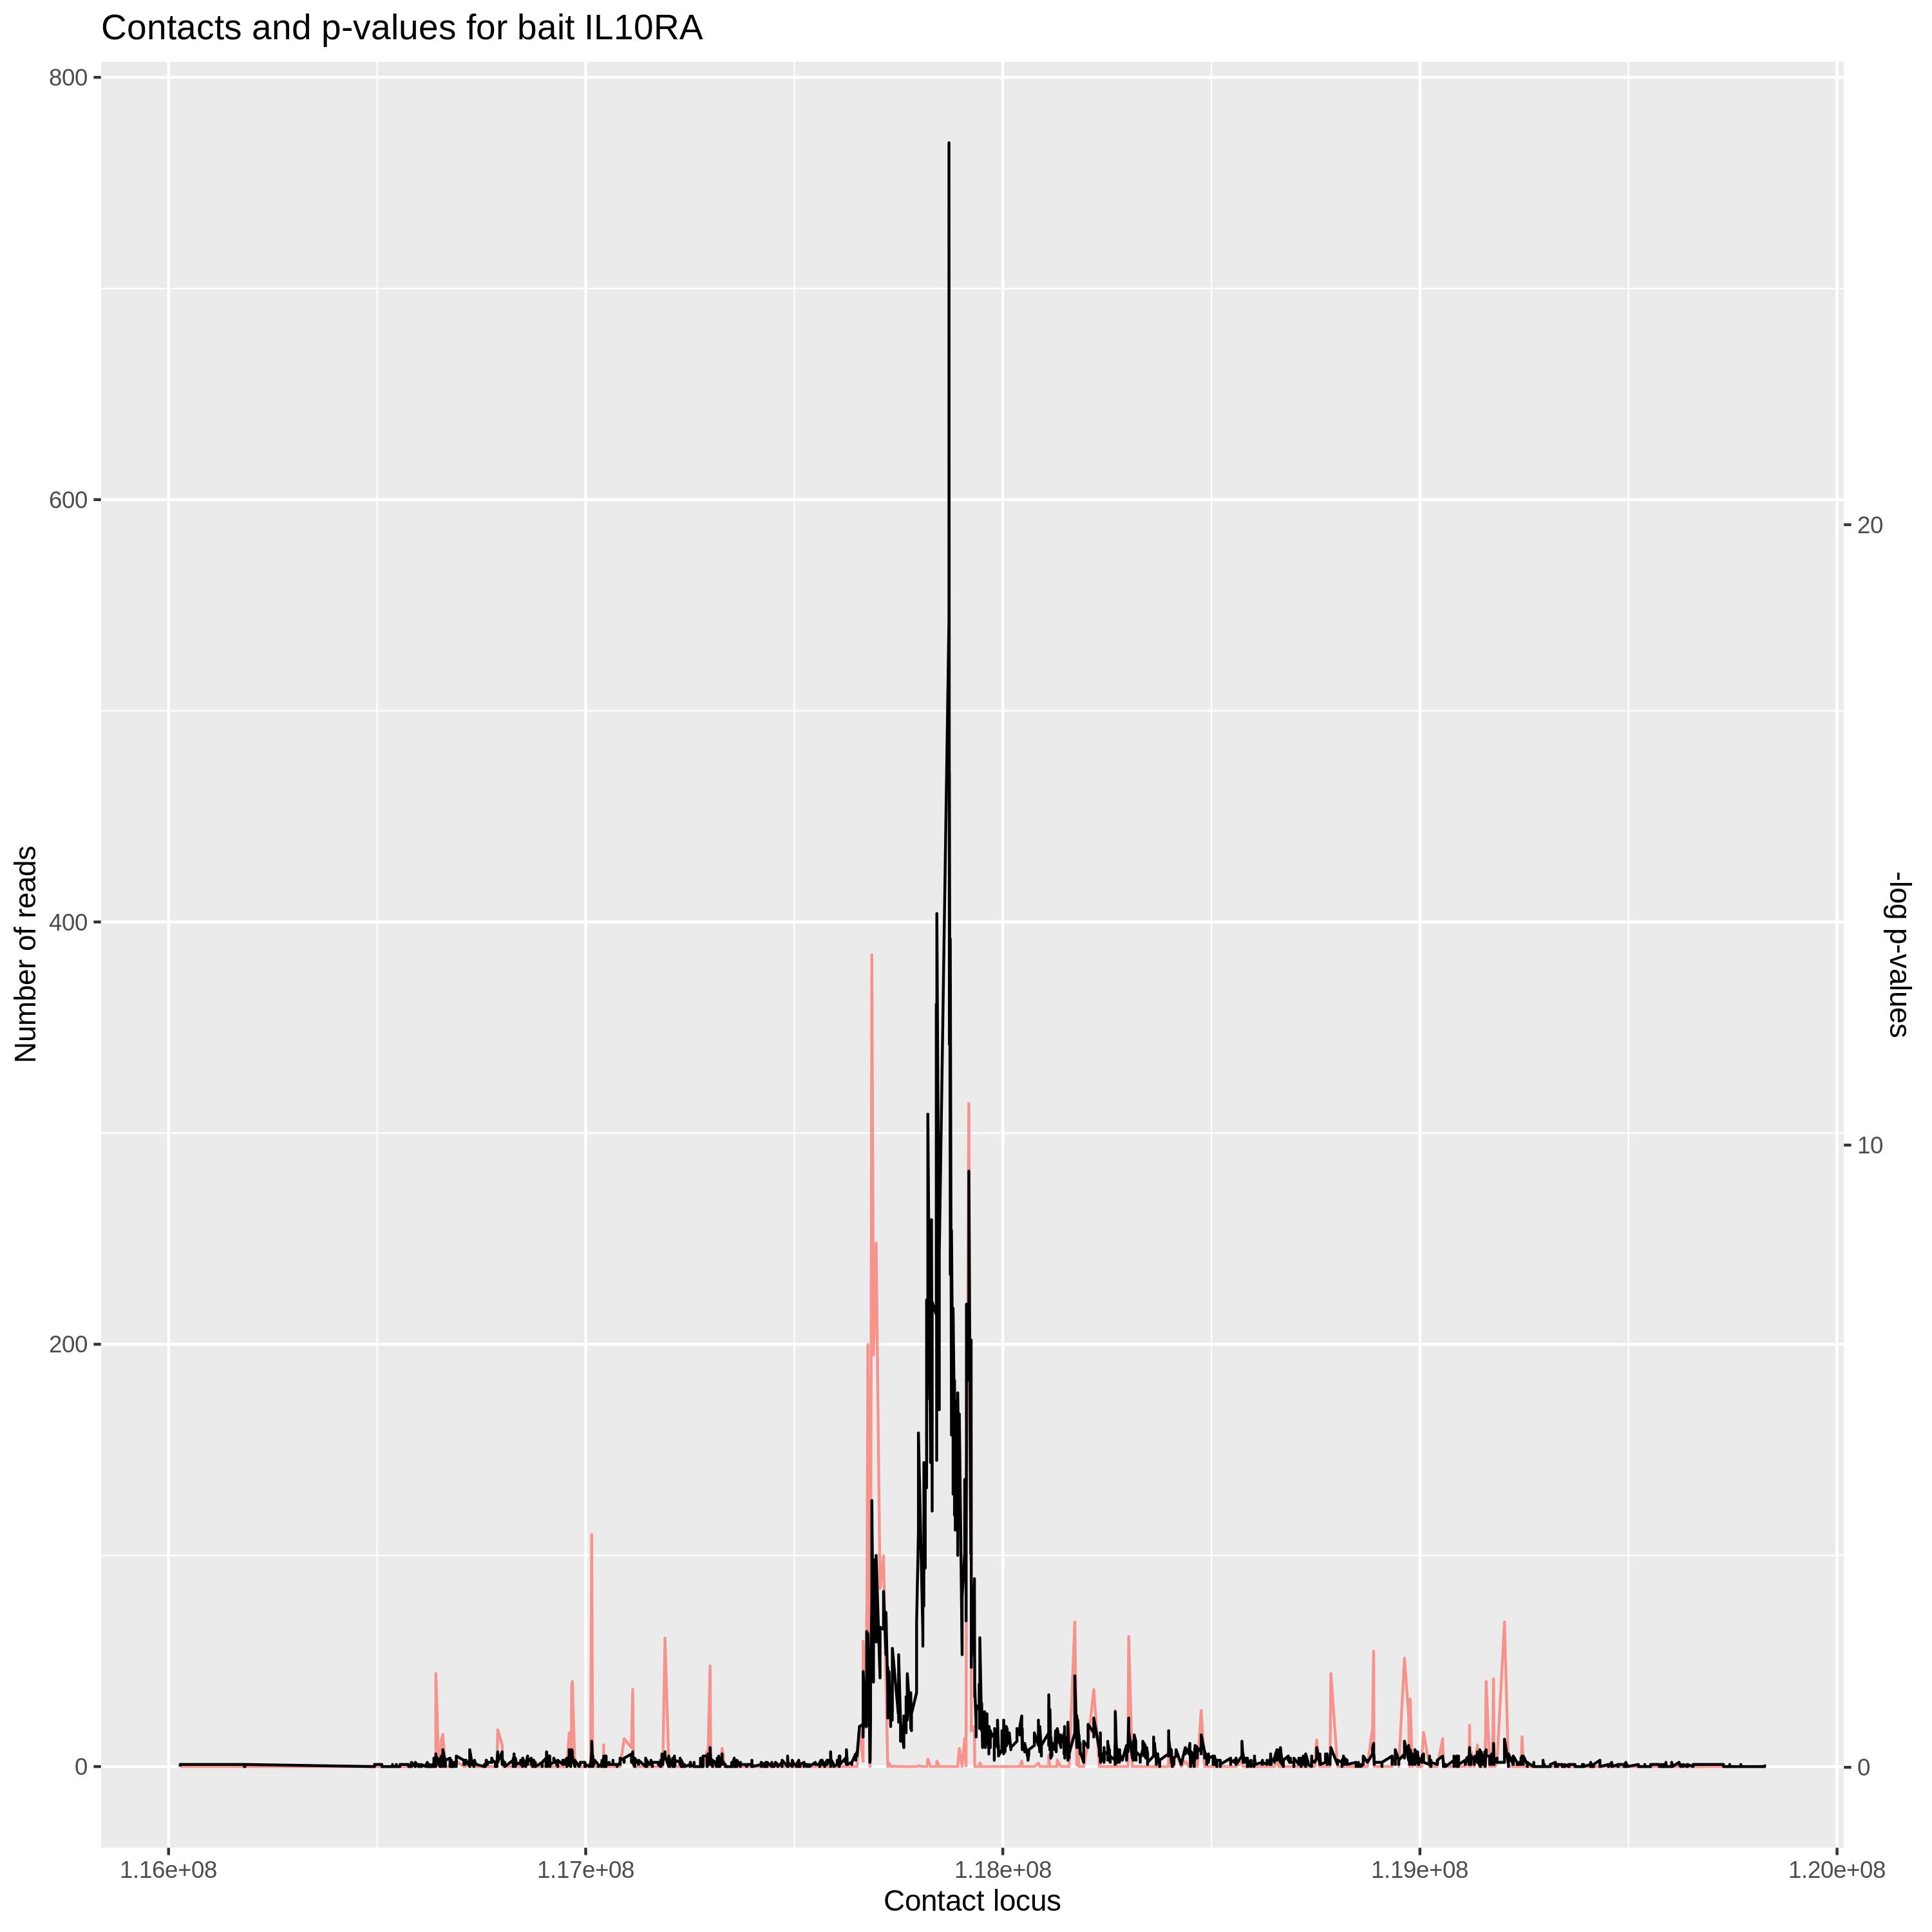 Contacts and p-values for bait IL10RA
800
600
400
200
0
Number of reads
20
10
0
-log p-values
1.16e+08
1.17e+08
1.18e+08
1.19e+08
1.20e+08
Contact locus